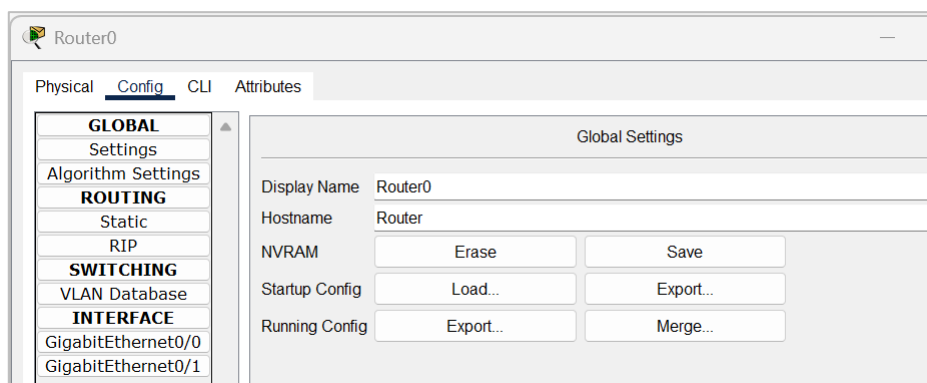 Router0
Physical Config CLI Attributes
GLOBAL
Settings
Algorithm Settings
ROUTING
Static
RIP
SWITCHING
VLAN Database
INTERFACE
GigabitEthernet0/0
GigabitEthernet0/1
Global Settings
Display Name Router0
Hostname Router
NVRAM Erase Save
Startup Config Load... Export...
Running Config Export... Merge...